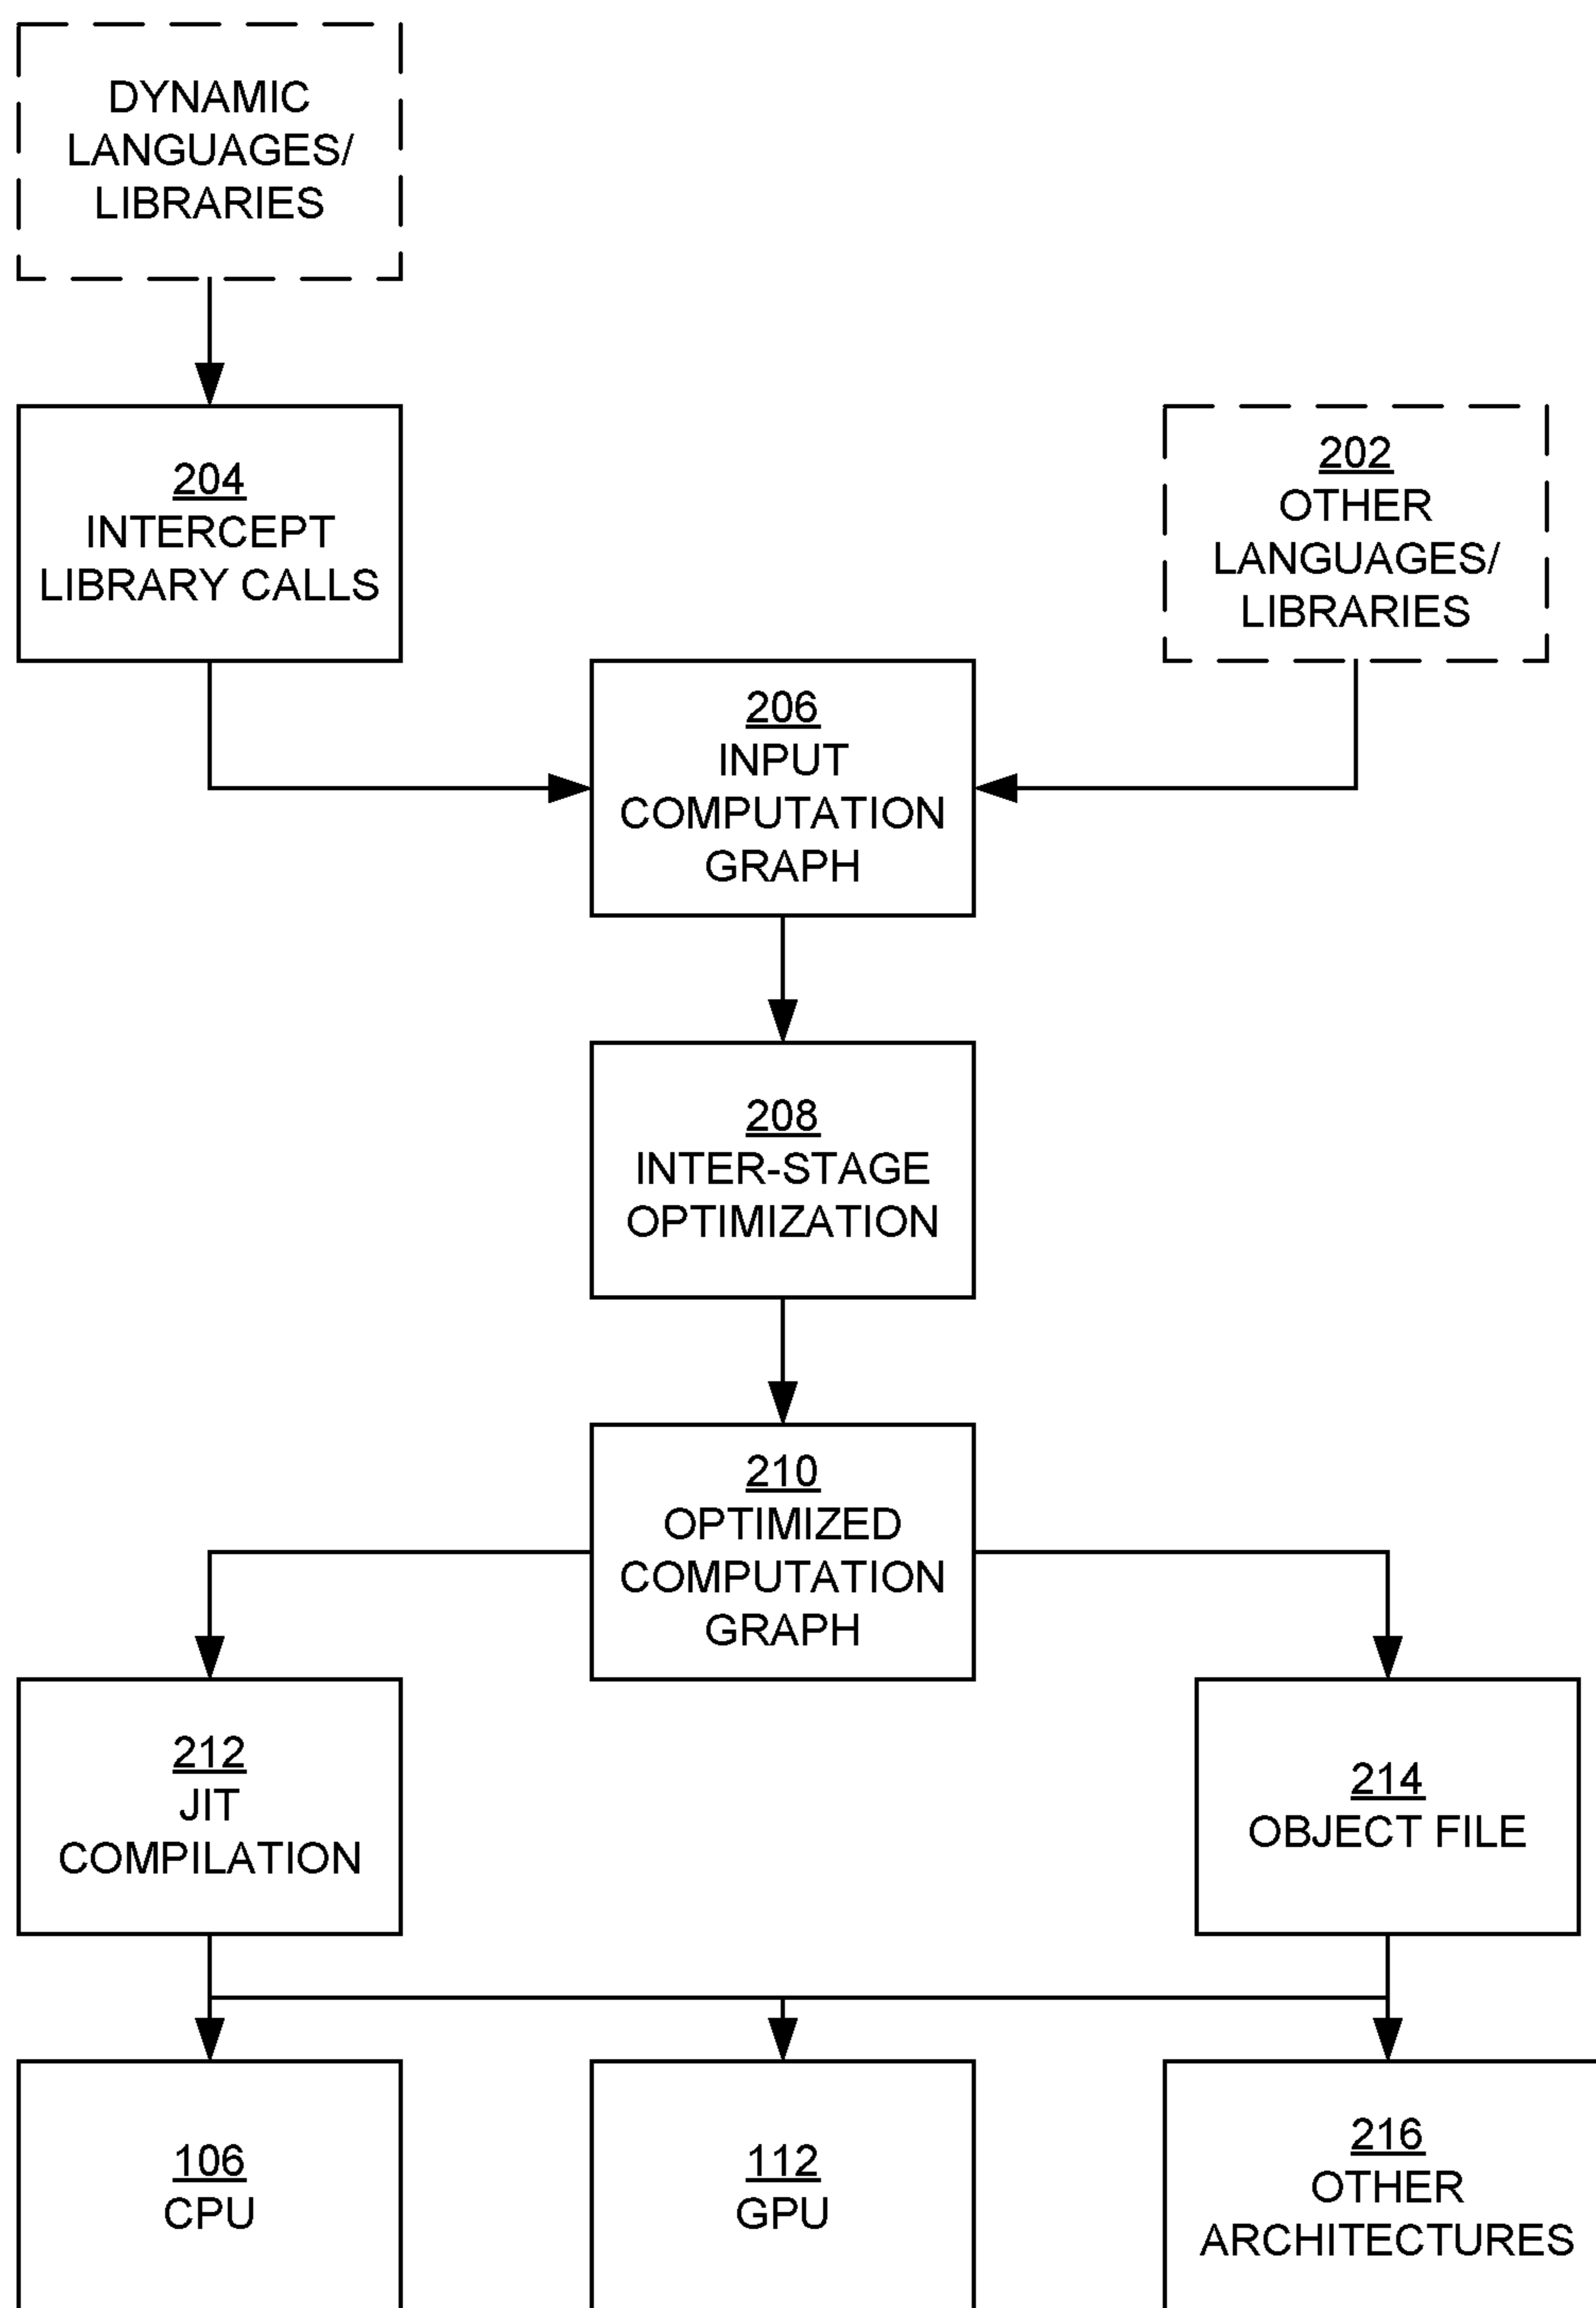 DYNAMIC
LANGUAGES/
LIBRARIES
204
INTERCEPT
LIBRARY CALLS
202
OTHER
LANGUAGES/
LIBRARIES
206
INPUT
COMPUTATION
GRAPH
208
INTER-STAGE
OPTIMIZATION
210
OPTIMIZED
COMPUTATION
GRAPH
212
JIT
COMPILATION
214
OBJECT FILE
106
CPU
112
GPU
216
OTHER
ARCHITECTURES